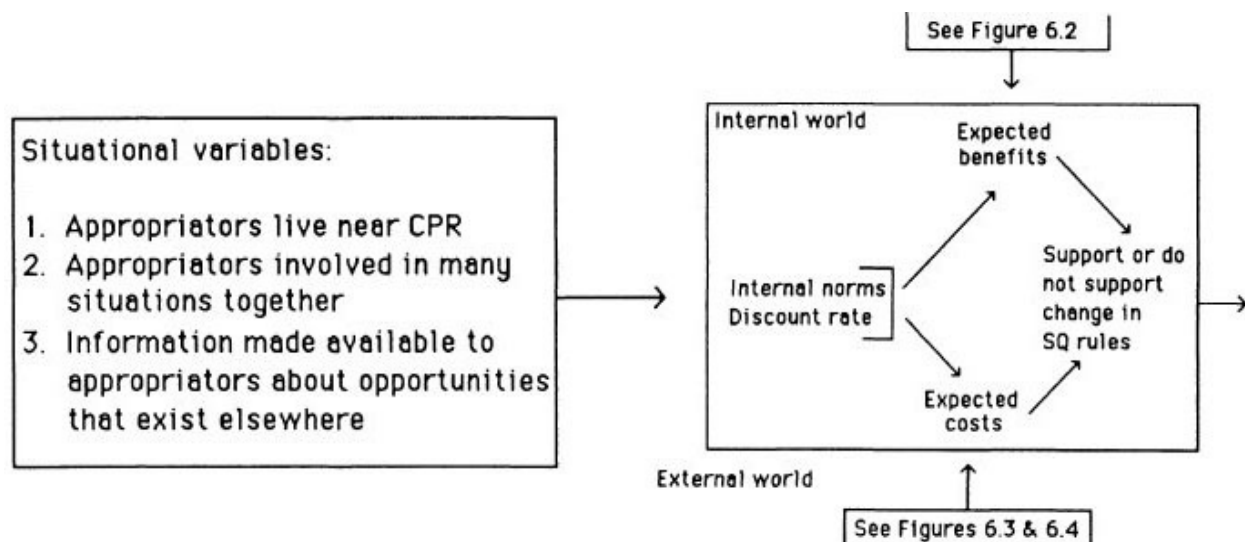 See Figure 6.2
Situational variables:
1. Appropriators live near CPR
2. Appropriators involved in many
situations together
3. Information made available to
appropriators about opportunities
that exist elsewhere
Internal world
Expected
benefits
Internal norms
Discount rate
Support or do
not support
change in
SQ rules
Expected
costs
External world
See Figures 6.3 & 6.4